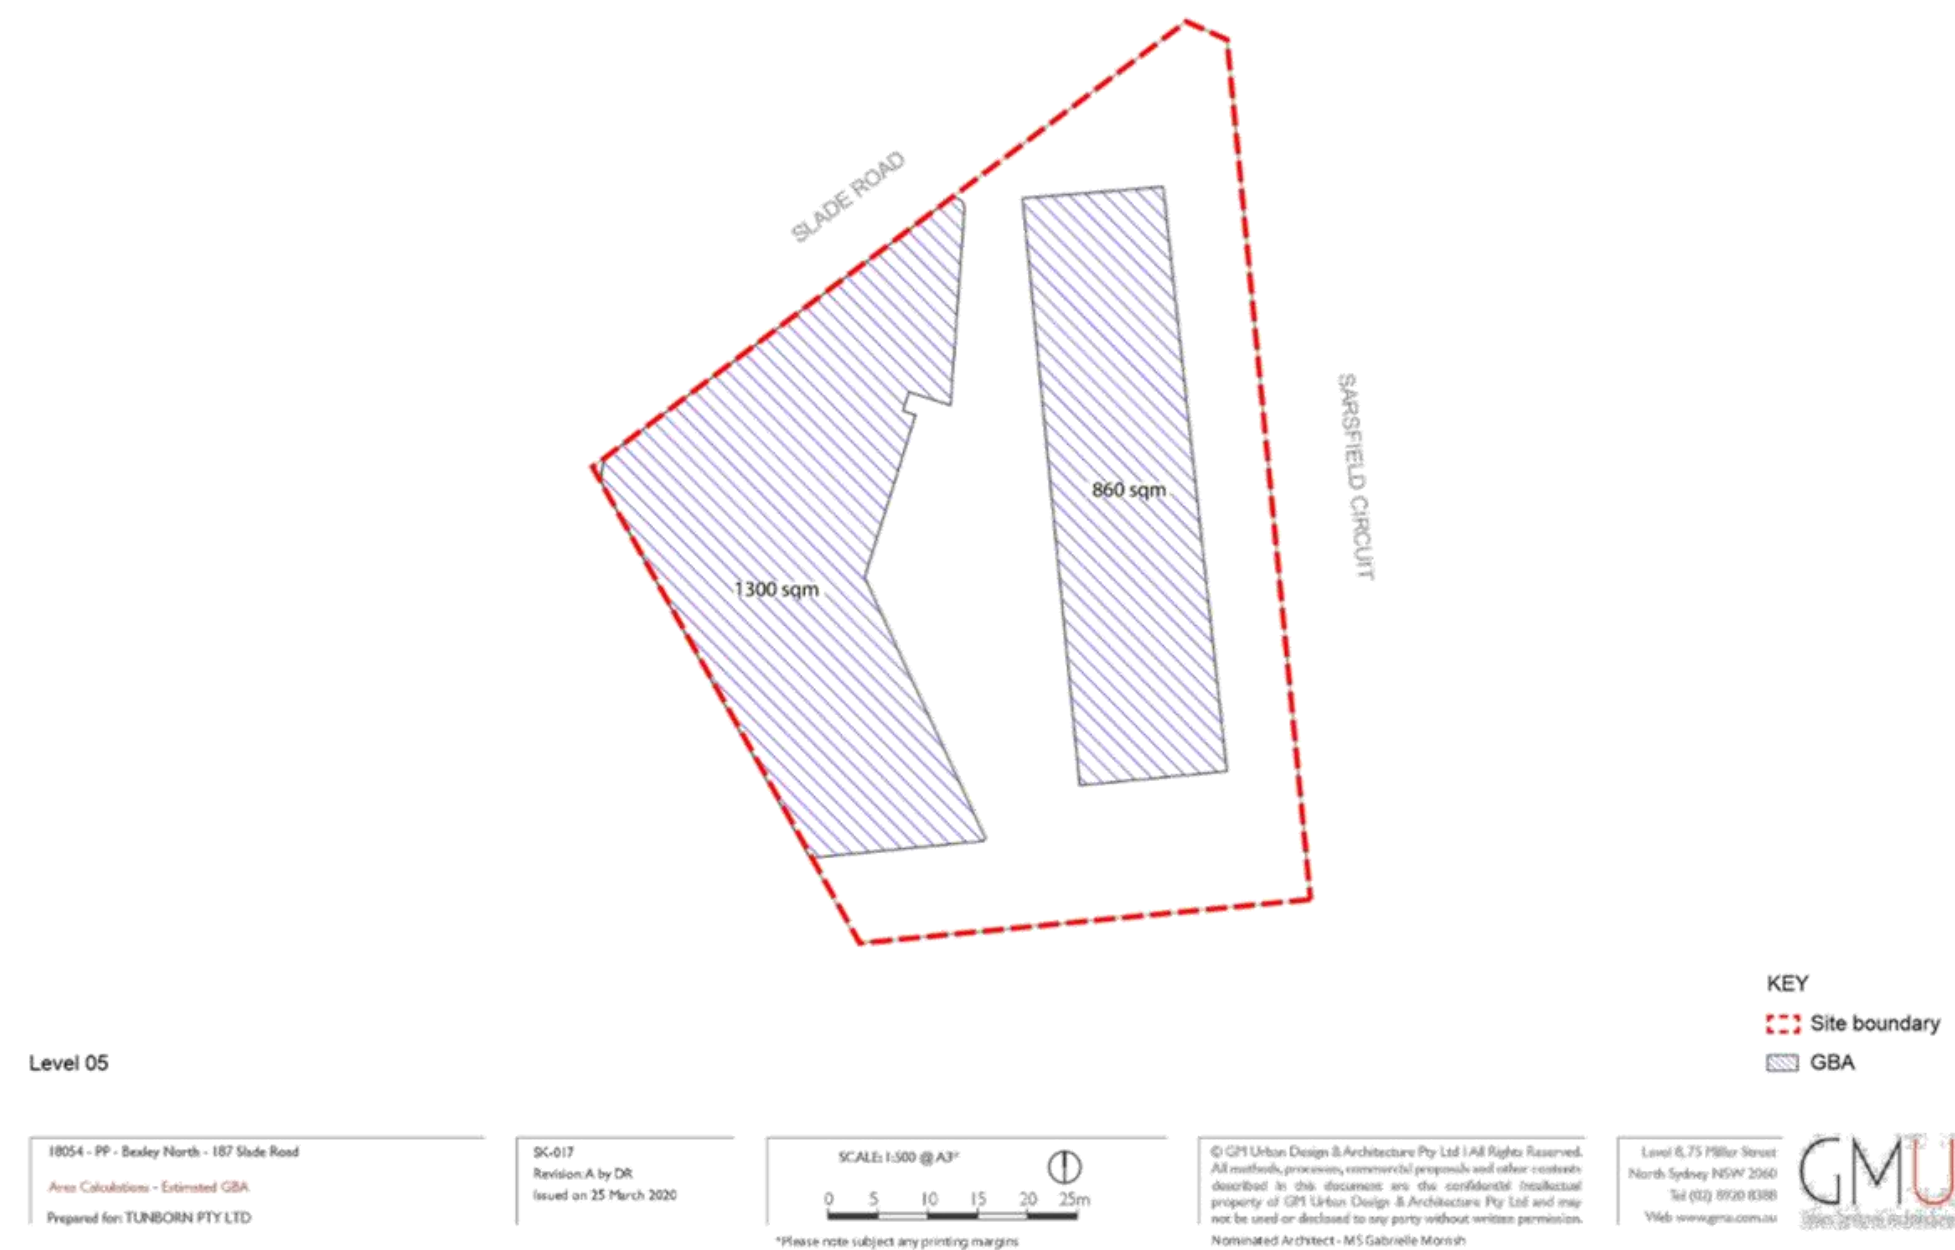 SLADE ROAD
SARSFIELD CIRCUIT
860 sqm
1300 sqm
KEY
Site boundary
GBA
Level 05
18054 - PP - Bexley North - 187 Slade Road
Area Calculations - Estimated GBA
Prepared for: TUNBORN PTY LTD
SK-017
Revision: A by DR
Issued on 25 March 2020
SCALE: 1:500 @ A3*
0 5 10 15 20 25m
*Please note subject any printing margins
© GM Urban Design & Architecture Pty Ltd | All Rights Reserved.
All methods, processes, commercial proposals and other contents
described in this document are the confidential intellectual
property of GM Urban Design & Architecture Pty Ltd and may
not be used or disclosed to any party without written permission.
Nominated Architect - MS Gabrielle Morrish
Level 8, 75 Miller Street
North Sydney NSW 2060
Tel (02) 8920 8388
Web www.gmu.com.au
GMU